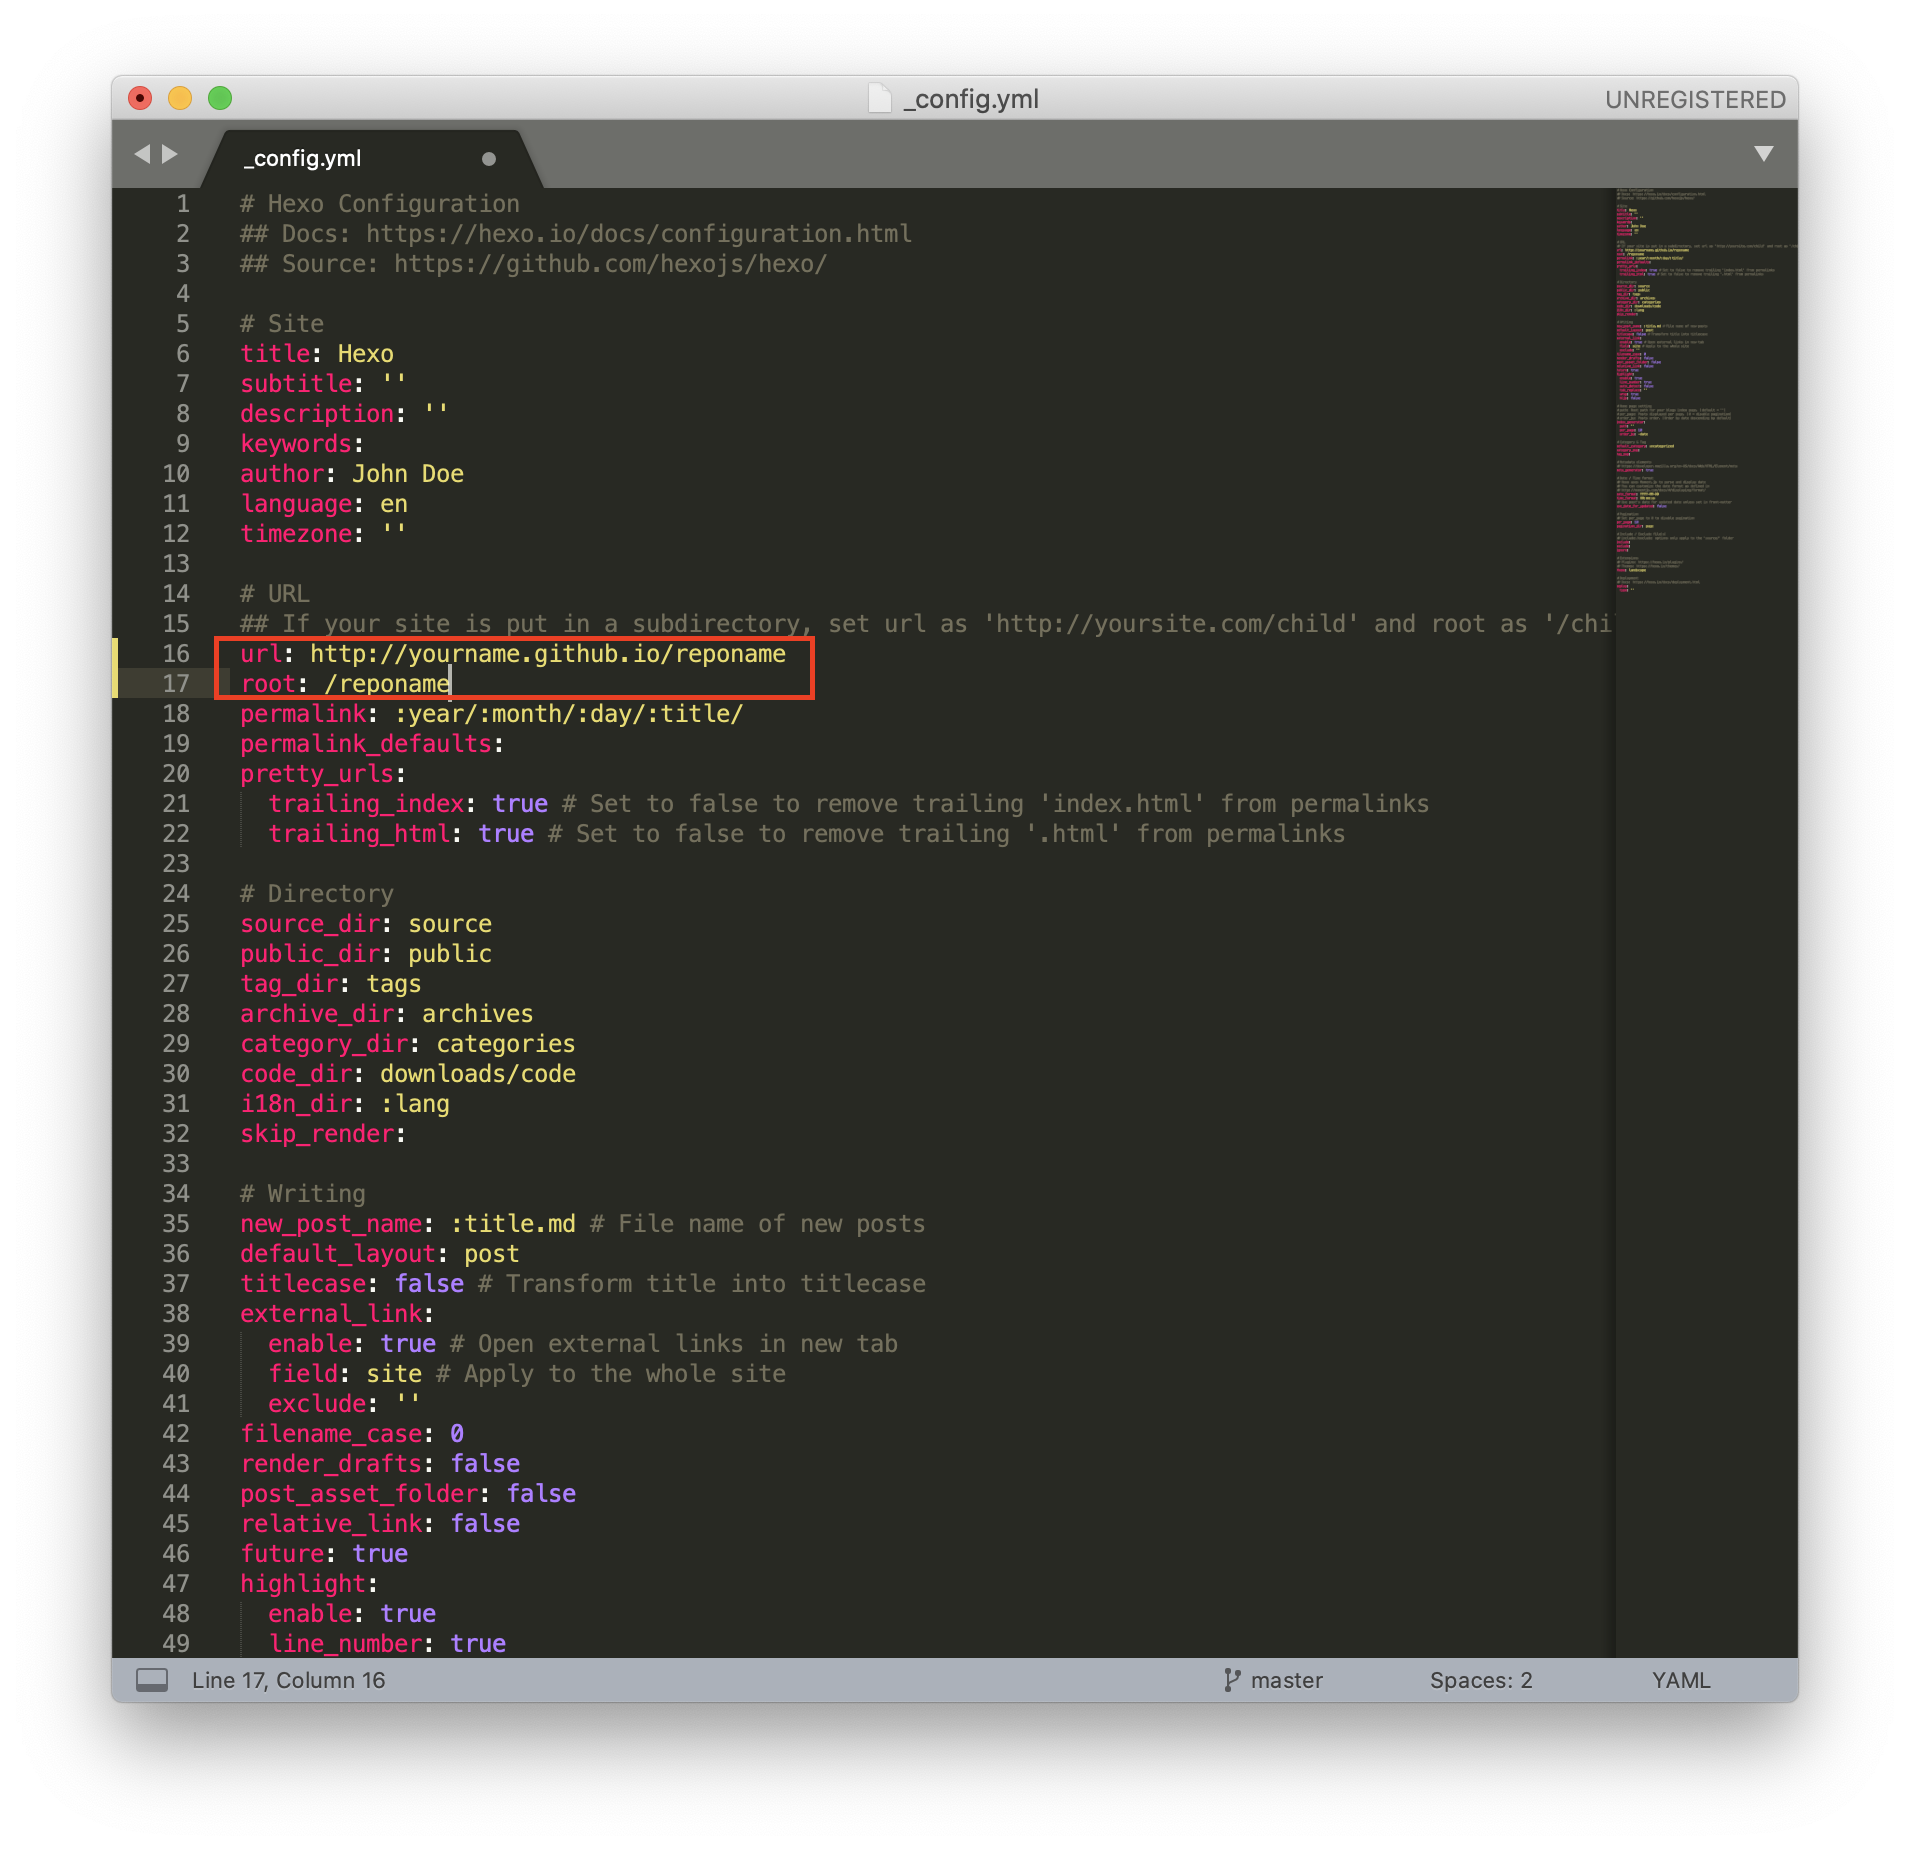 _config.yml
UNREGISTERED
_config.yml
1 # Hexo Configuration
2 ## Docs: https://hexo.io/docs/configuration.html
3 ## Source: https://github.com/hexojs/hexo/
4
5 # Site
6 title: Hexo
7 subtitle: ''
8 description: ''
9 keywords:
10 author: John Doe
11 language: en
12 timezone: ''
13
14 # URL
15 ## If your site is put in a subdirectory, set url as 'http://yoursite.com/child' and root as '/chi
16 url: http://yourname.github.io/reponame
17 root: /reponame
18 permalink: :year/:month/:day/:title/
19 permalink_defaults:
20 pretty_urls:
21 trailing_index: true # Set to false to remove trailing 'index.html' from permalinks
22 trailing_html: true # Set to false to remove trailing '.html' from permalinks
23
24 # Directory
25 source_dir: source
26 public_dir: public
27 tag_dir: tags
28 archive_dir: archives
29 category_dir: categories
30 code_dir: downloads/code
31 i18n_dir: :lang
32 skip_render:
33
34 # Writing
35 new_post_name: :title.md # File name of new posts
36 default_layout: post
37 titlecase: false # Transform title into titlecase
38 external_link:
39 enable: true # Open external links in new tab
40 field: site # Apply to the whole site
41 exclude: ''
42 filename_case: 0
43 render_drafts: false
44 post_asset_folder: false
45 relative_link: false
46 future: true
47 highlight:
48 enable: true
49 line_number: true
Line 17, Column 16
master
Spaces: 2
YAML